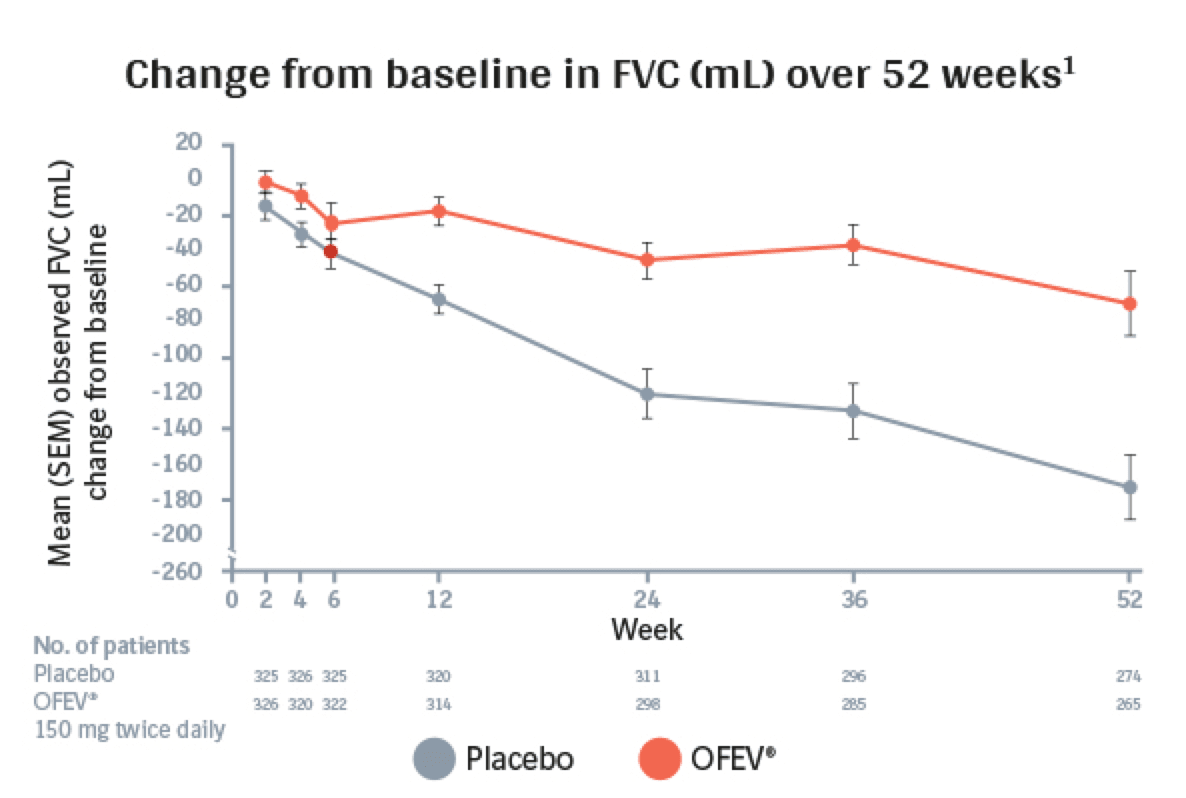 Change from baseline in FVC (mL) over 52 weeks¹
Mean (SEM) observed FVC (mL)
change from baseline
20
0
-20
-40
-60
-80
-100
-120
-140
-160
-180
-200
-260
0 2 4 6 12 24 36 52
Week
No. of patients
Placebo 325 326 325 320 311 296 274
OFEV® 326 320 322 314 298 285 265
150 mg twice daily
Placebo OFEV®